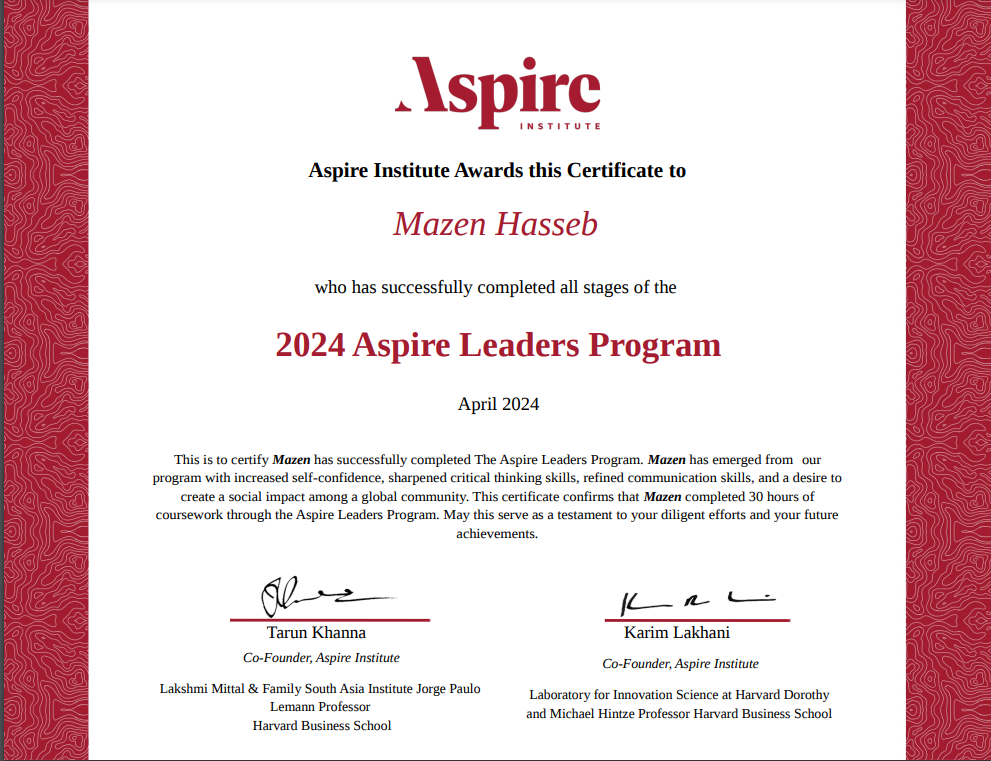 Aspire
INSTITUTE
Aspire Institute Awards this Certificate to
Mazen Hasseb
who has successfully completed all stages of the
2024 Aspire Leaders Program
April 2024
This is to certify Mazen has successfully completed The Aspire Leaders Program. Mazen has emerged from our
program with increased self-confidence, sharpened critical thinking skills, refined communication skills, and a desire to
create a social impact among a global community. This certificate confirms that Mazen completed 30 hours of
coursework through the Aspire Leaders Program. May this serve as a testament to your diligent efforts and your future
achievements.
Tarun Khanna
Co-Founder, Aspire Institute
Lakshmi Mittal & Family South Asia Institute Jorge Paulo
Lemann Professor
Harvard Business School
Karim Lakhani
Co-Founder, Aspire Institute
Laboratory for Innovation Science at Harvard Dorothy
and Michael Hintze Professor Harvard Business School